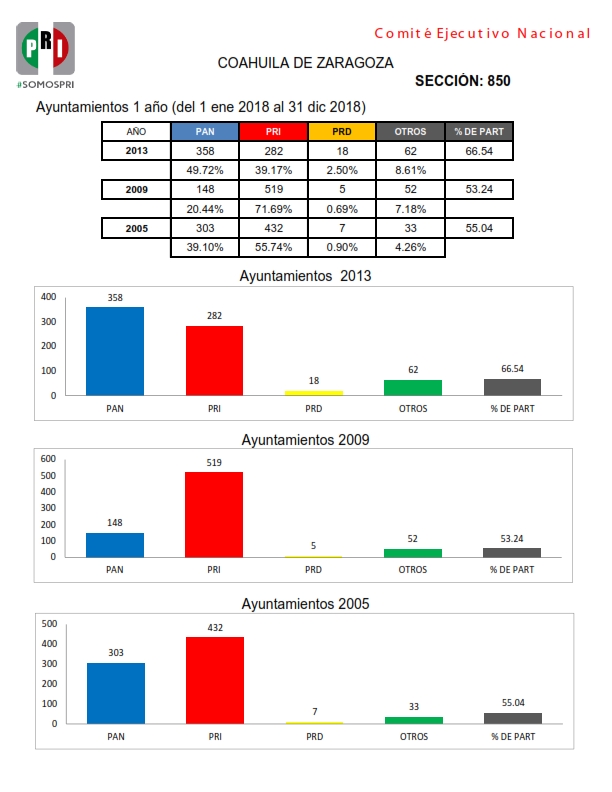 Comité Ejecutivo Nacional
PRI
#SOMOSPRI
COAHUILA DE ZARAGOZA
SECCIÓN: 850
Ayuntamientos 1 año (del 1 ene 2018 al 31 dic 2018)
AÑO PAN PRI PRD OTROS % DE PART
2013 358 282 18 62 66.54
49.72% 39.17% 2.50% 8.61%
2009 148 519 5 52 53.24
20.44% 71.69% 0.69% 7.18%
2005 303 432 7 33 55.04
39.10% 55.74% 0.90% 4.26%
Ayuntamientos 2013
400
300
200
100
0
358 282 18 62 66.54
PAN PRI PRD OTROS % DE PART
Ayuntamientos 2009
600
500
400
300
200
100
0
148 519 5 52 53.24
PAN PRI PRD OTROS % DE PART
Ayuntamientos 2005
500
400
300
200
100
0
303 432 7 33 55.04
PAN PRI PRD OTROS % DE PART